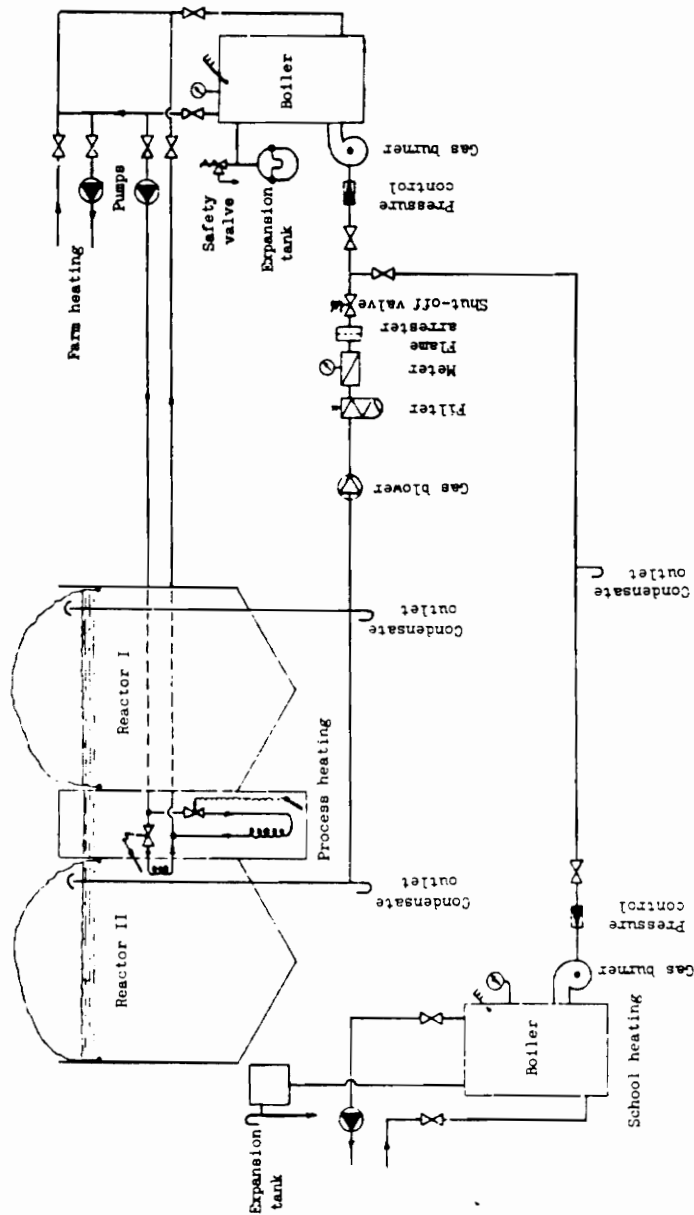 Boiler
Gas burner
Pressure
control
Pumps
Safety
valve
Expansion
tank
Farm heating
Shut-off valve
Flame
arrester
Meter
Filter
Gas blower
Reactor I
Condensate
outlet
Process heating
Condensate
outlet
Reactor II
Condensate
outlet
Pressure
control
Gas burner
Boiler
School heating
Expansion
tank